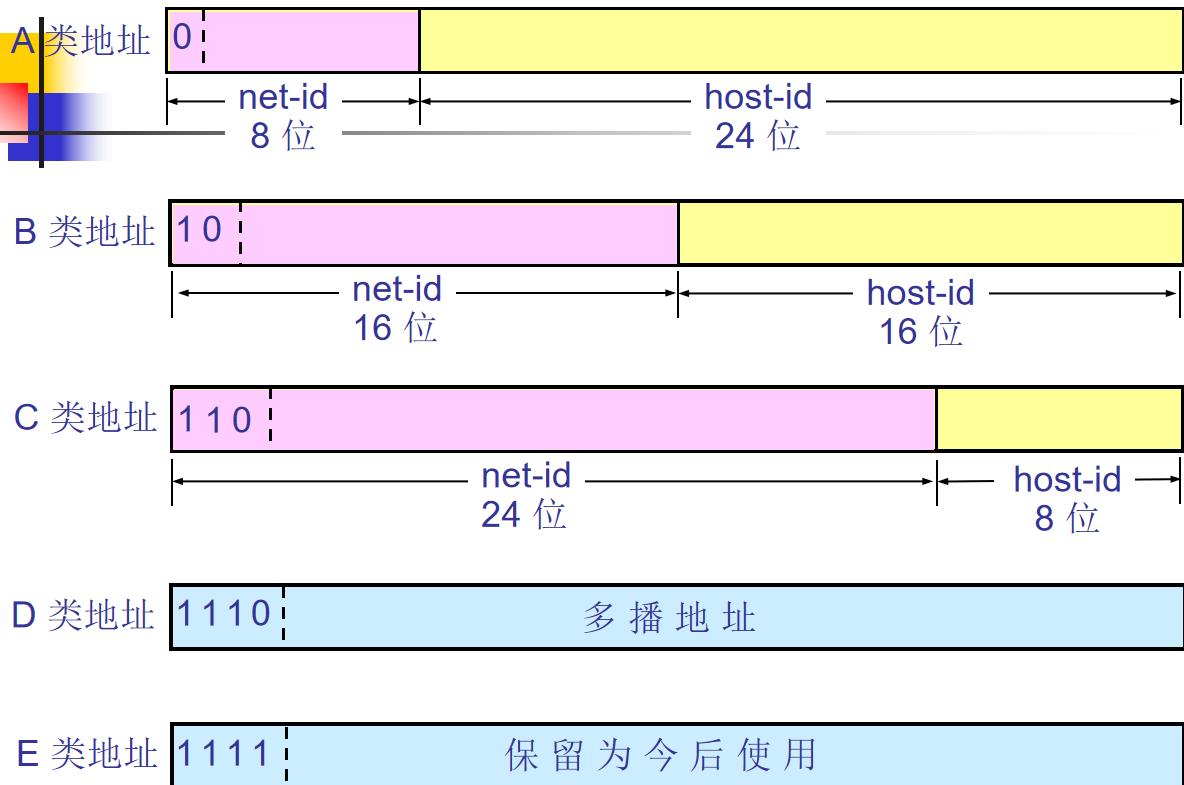 A 类地址
0
net-id
8 位
host-id
24 位
B 类地址
1 0
net-id
16 位
host-id
16 位
C 类地址
1 1 0
net-id
24 位
host-id
8 位
D 类地址
1 1 1 0
多 播 地 址
E 类地址
1 1 1 1
保 留 为 今 后 使 用